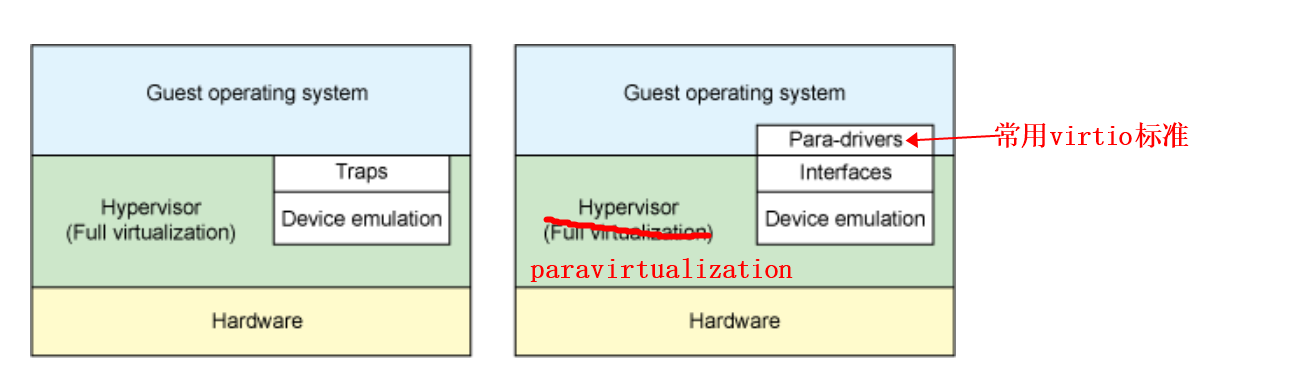 Guest operating system
Traps
Hypervisor
(Full virtualization)
Device emulation
Hardware
Guest operating system
Para-drivers
常用virtio标准
Interfaces
Hypervisor
(Full virtualization)
Device emulation
paravirtualization
Hardware